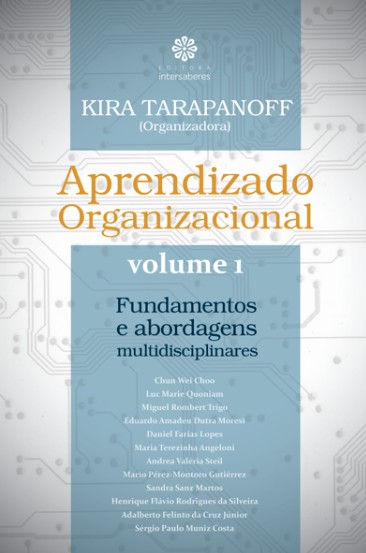 EDITORA
intersaberes
KIRA TARAPANOFF
(Organizadora)
Aprendizado
Organizacional
volume 1
Fundamentos
e abordagens
multidisciplinares
Chun Wei Choo
Luc Marie Quoniam
Miguel Rombert Trigo
Eduardo Amadeu Dutra Moresi
Daniel Farias Lopes
Maria Terezinha Angeloni
Andrea Valéria Steil
Mario Pérez-Montoro Gutiérrez
Sandra Sanz Martos
Henrique Flávio Rodrigues da Silveira
Adalberto Felinto da Cruz Júnior
Sergio Paulo Muniz Costa